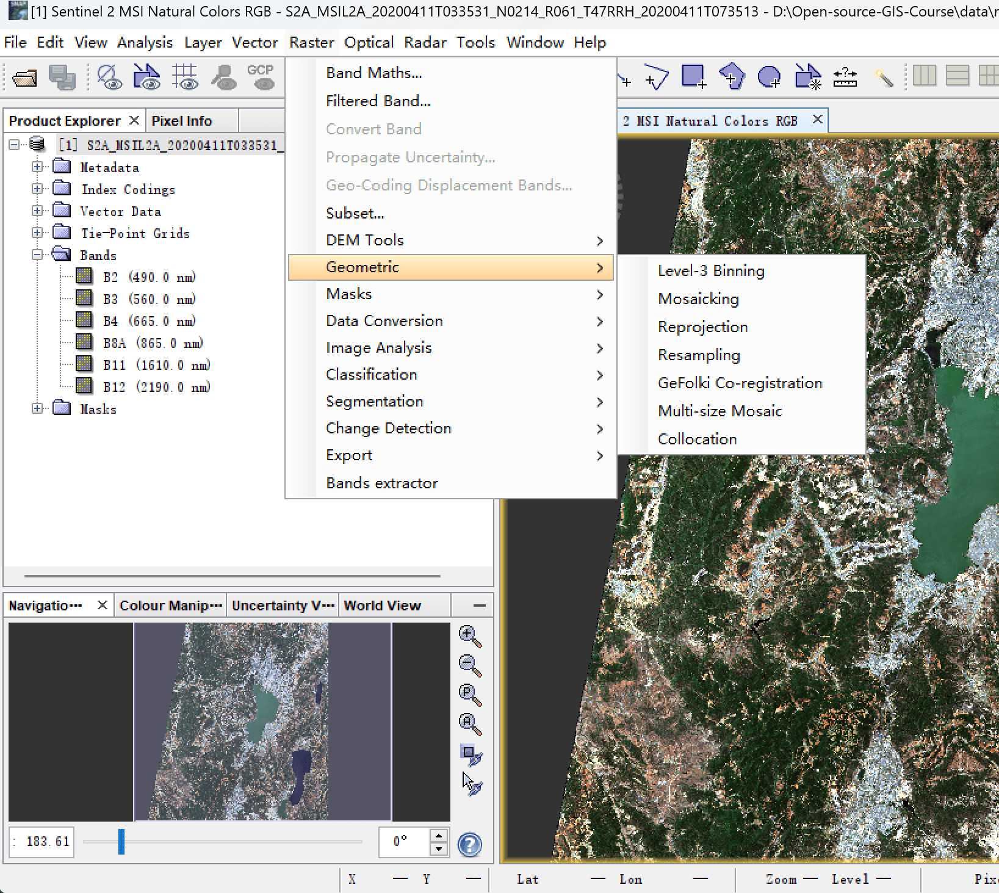 [1] Sentinel 2 MSI Natural Colors RGB - S2A_MSIL2A_20200411T033531_N0214_R061_T47RRH_20200411T073513 - D:\Open-source-GIS-Course\data\r
File Edit View Analysis Layer Vector Raster Optical Radar Tools Window Help
GCP
Product Explorer
Pixel Info
2 MSI Natural Colors RGB
[1] S2A_MSIL2A_20200411T033531_
Metadata
Index Codings
Vector Data
Tie-Point Grids
Bands
B2 (490.0 nm)
B3 (560.0 nm)
B4 (665.0 nm)
B8A (865.0 nm)
B11 (1610.0 nm)
B12 (2190.0 nm)
Masks
Band Maths...
Filtered Band...
Convert Band
Propagate Uncertainty...
Geo-Coding Displacement Bands...
Subset...
DEM Tools
Geometric
Masks
Data Conversion
Image Analysis
Classification
Segmentation
Change Detection
Export
Bands extractor
Level-3 Binning
Mosaicking
Reprojection
Resampling
GeFolki Co-registration
Multi-size Mosaic
Collocation
Navigatio···
Colour Manip···
Uncertainty V···
World View
: 183.61
0°
X — Y — Lat — Lon — Zoom — Level — Pix